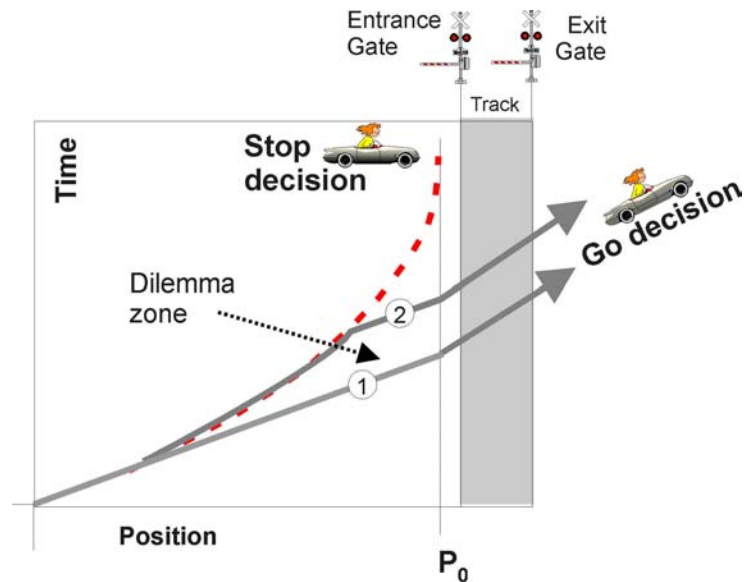 Entrance
Gate
Exit
Gate
Track
Time
Stop
decision
Go decision
Dilemma
zone
2
1
Position
P₀